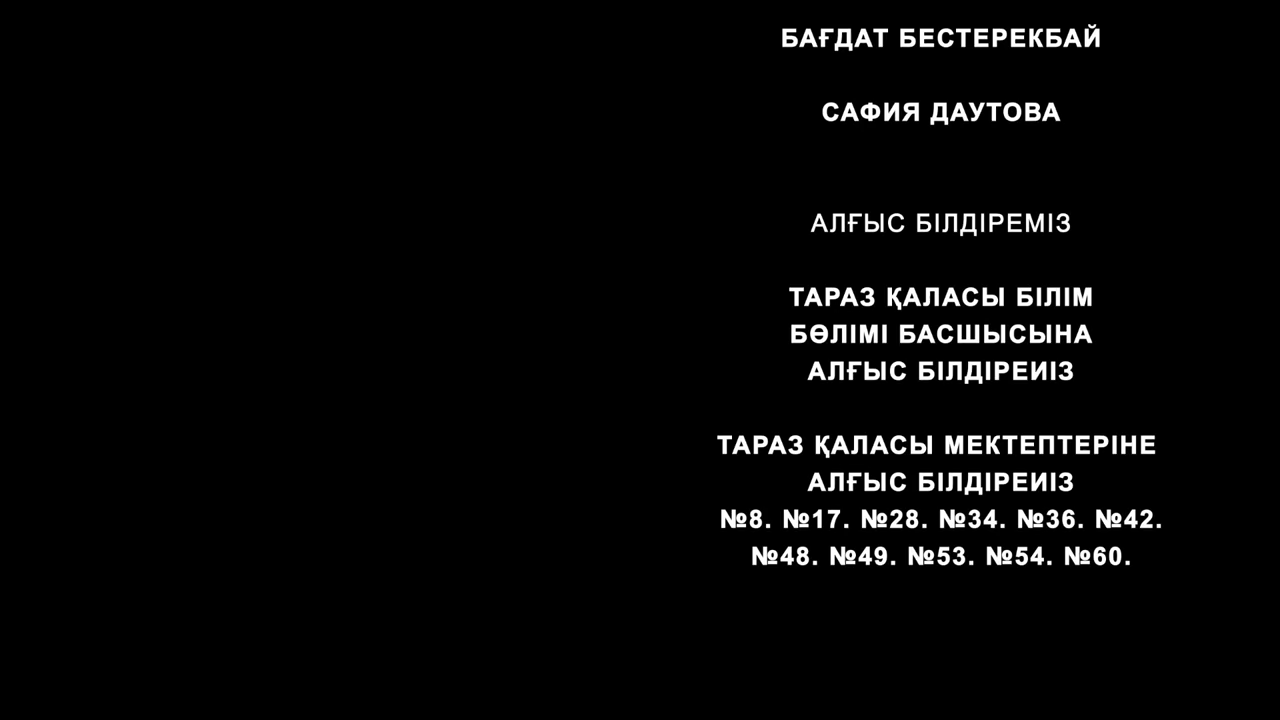 БАҒДАТ БЕСТЕРЕКБАЙ
САФИЯ ДАУТОВА
АЛҒЫС БІЛДІРЕМІЗ
ТАРАЗ ҚАЛАСЫ БІЛІМ
БӨЛІМІ БАСШЫСЫНА
АЛҒЫС БІЛДІРЕИІЗ
ТАРАЗ ҚАЛАСЫ МЕКТЕПТЕРІНЕ
АЛҒЫС БІЛДІРЕИІЗ
№8. №17. №28. №34. №36. №42.
№48. №49. №53. №54. №60.